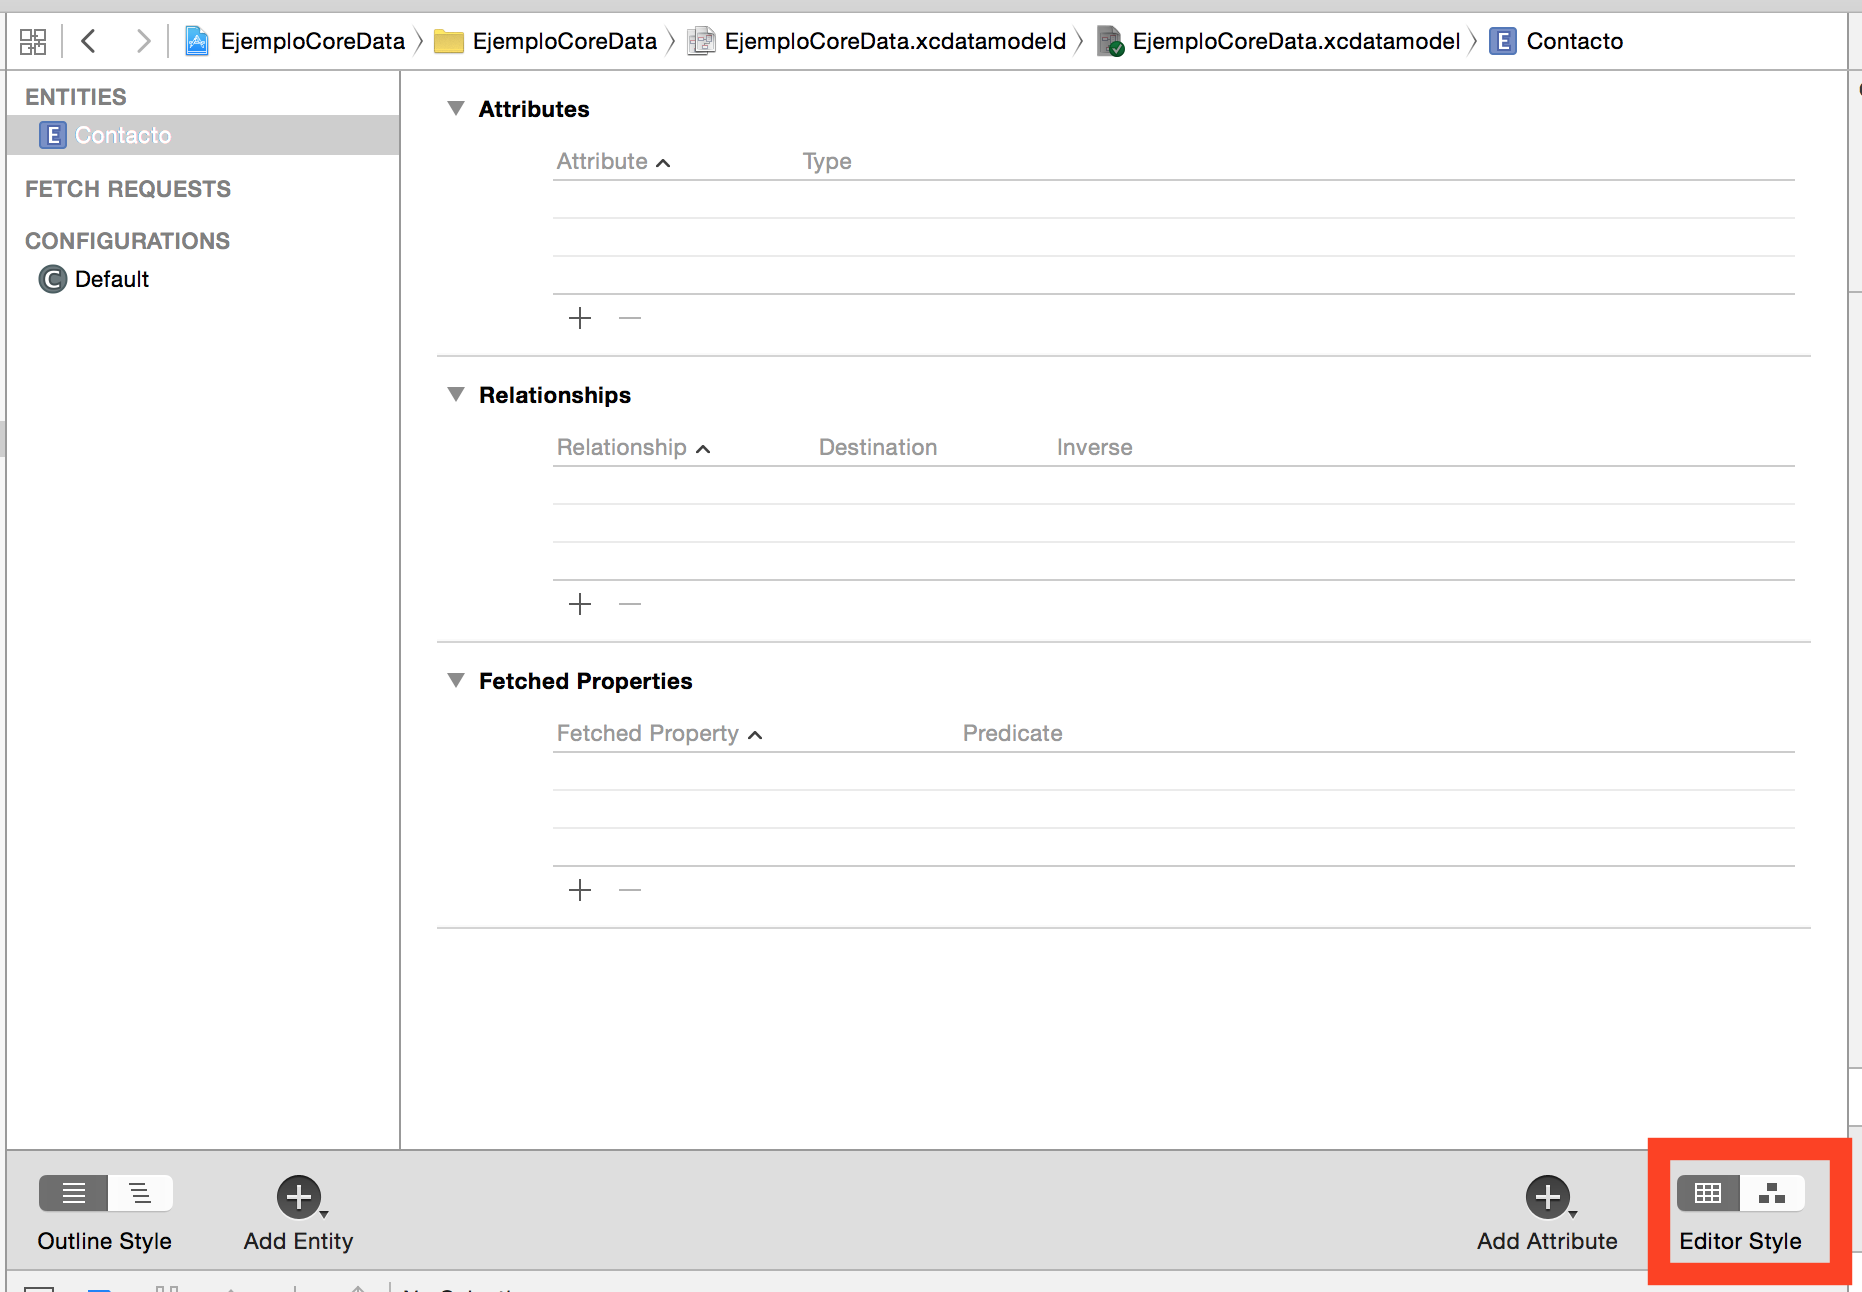 EjemploCoreData EjemploCoreData EjemploCoreData.xcdatamodeld EjemploCoreData.xcdatamodel E Contacto
ENTITIES
E Contacto
FETCH REQUESTS
CONFIGURATIONS
C Default
Attributes
Attribute Type
Relationships
Relationship Destination Inverse
Fetched Properties
Fetched Property Predicate
Outline Style Add Entity Add Attribute Editor Style